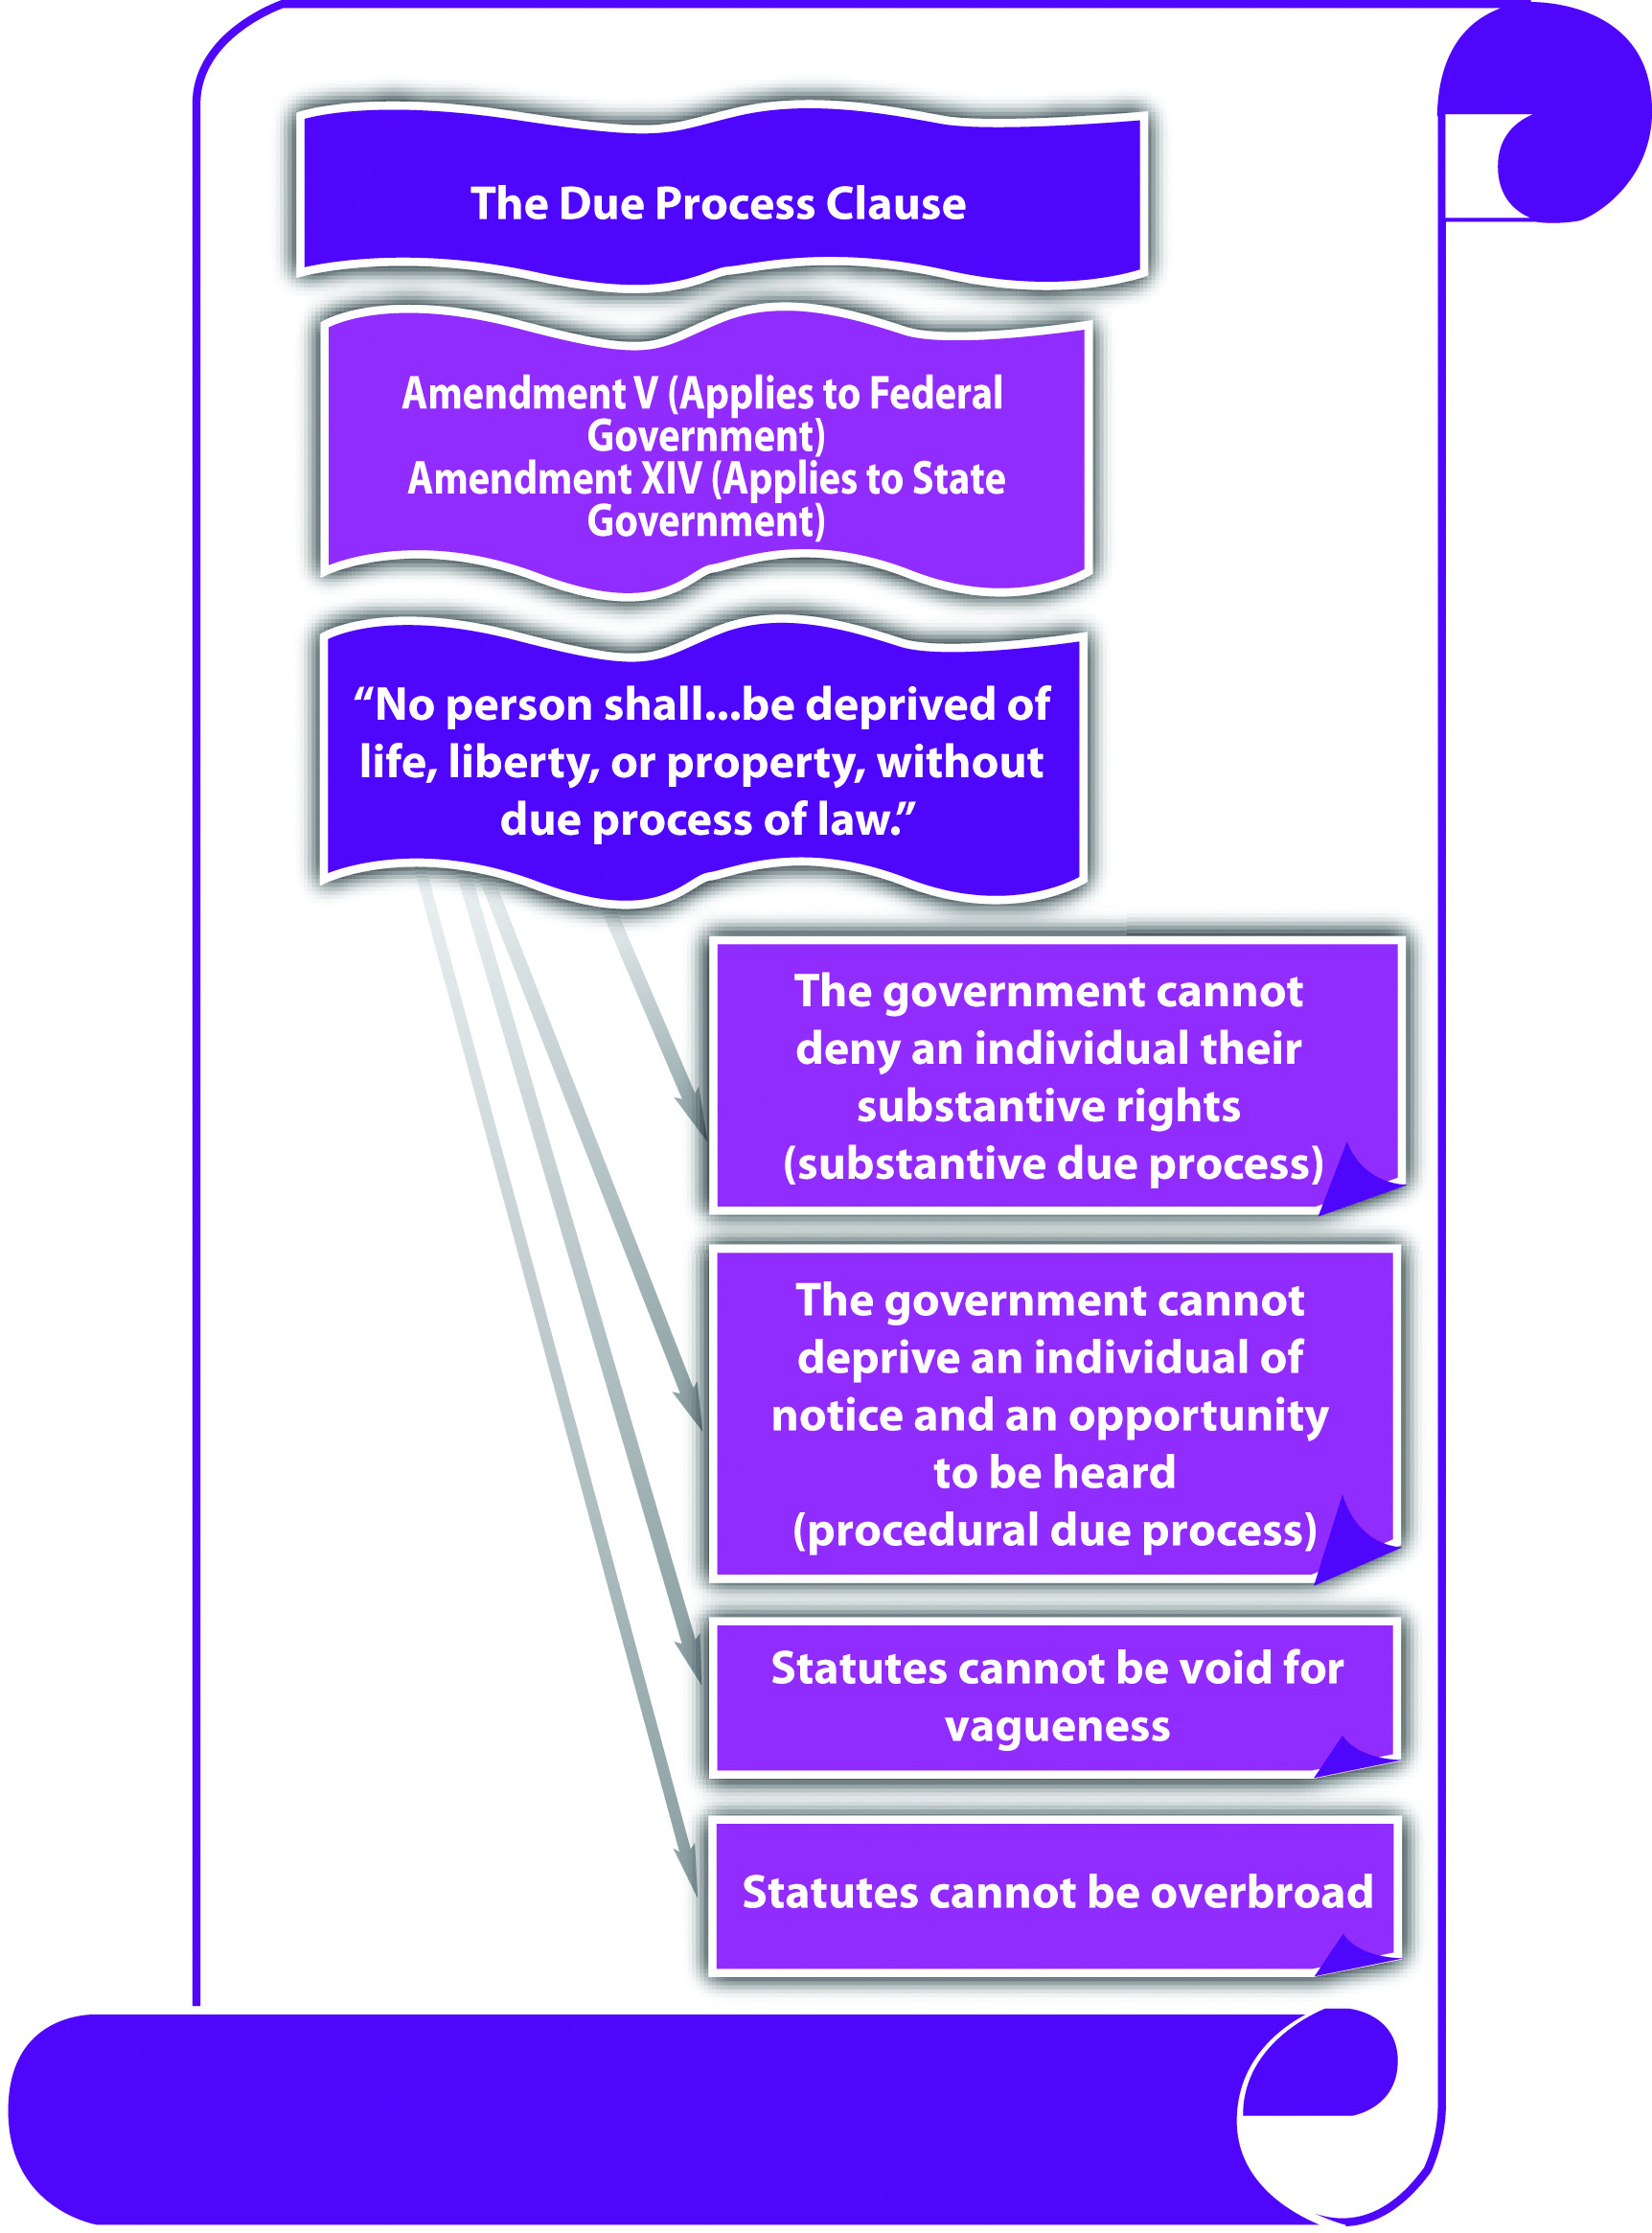 The Due Process Clause
Amendment V (Applies to Federal
Government)
Amendment XIV (Applies to State
Government)
“No person shall...be deprived of
life, liberty, or property, without
due process of law.”
The government cannot
deny an individual their
substantive rights
(substantive due process)
The government cannot
deprive an individual of
notice and an opportunity
to be heard
(procedural due process)
Statutes cannot be void for
vagueness
Statutes cannot be overbroad